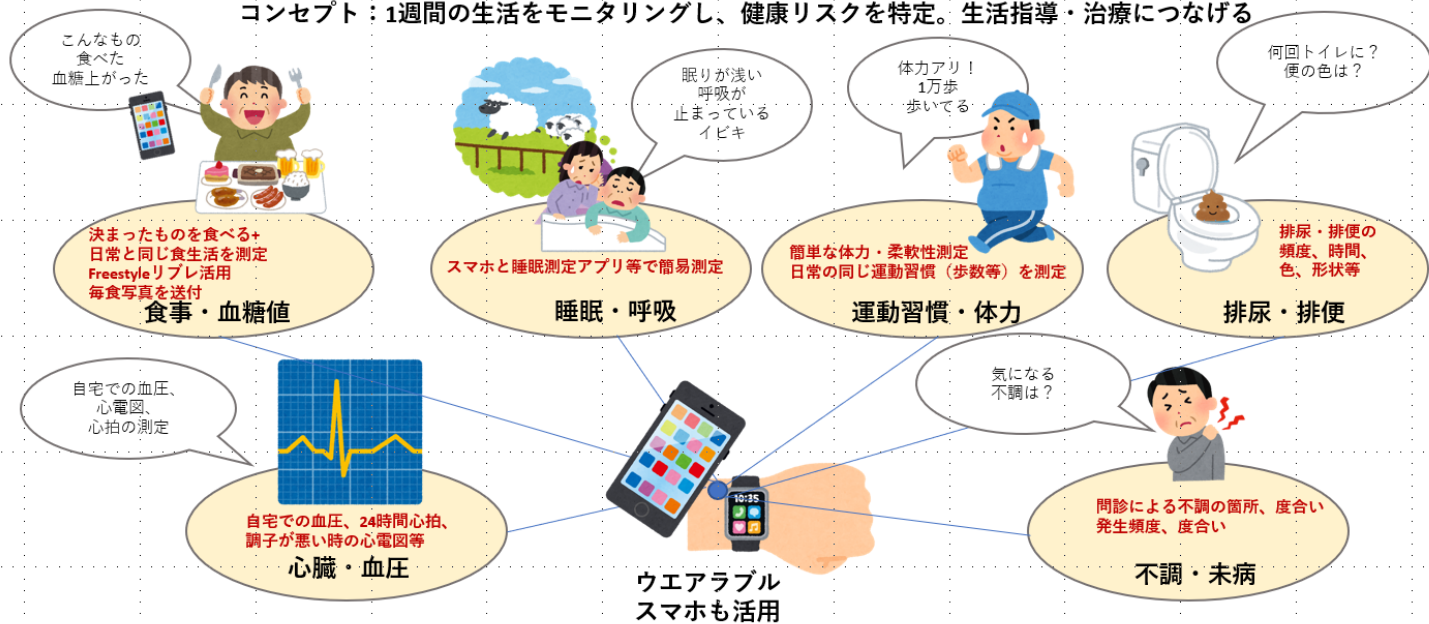 コンセプト：1週間の生活をモニタリングし、健康リスクを特定。生活指導・治療につなげる
こんなもの
食べた
血糖上がった
眠りが浅い
呼吸が
止まっている
イビキ
体力アリ！
1万歩
歩いてる
何回トイレに？
便の色は？
決まったものを食べる+
日常と同じ食生活を測定
Freestyleリブレ活用
毎食写真を送付
食事・血糖値
スマホと睡眠測定アプリ等で簡易測定
睡眠・呼吸
簡単な体力・柔軟性測定
日常の同じ運動習慣（歩数等）を測定
運動習慣・体力
排尿・排便の
頻度、時間、
色、形状等
排尿・排便
自宅での血圧、
心電図、
心拍の測定
自宅での血圧、24時間心拍、
調子が悪い時の心電図等
心臓・血圧
10:35
ウエアラブル
スマホも活用
気になる
不調は？
問診による不調の箇所、度合い
発生頻度、度合い
不調・未病